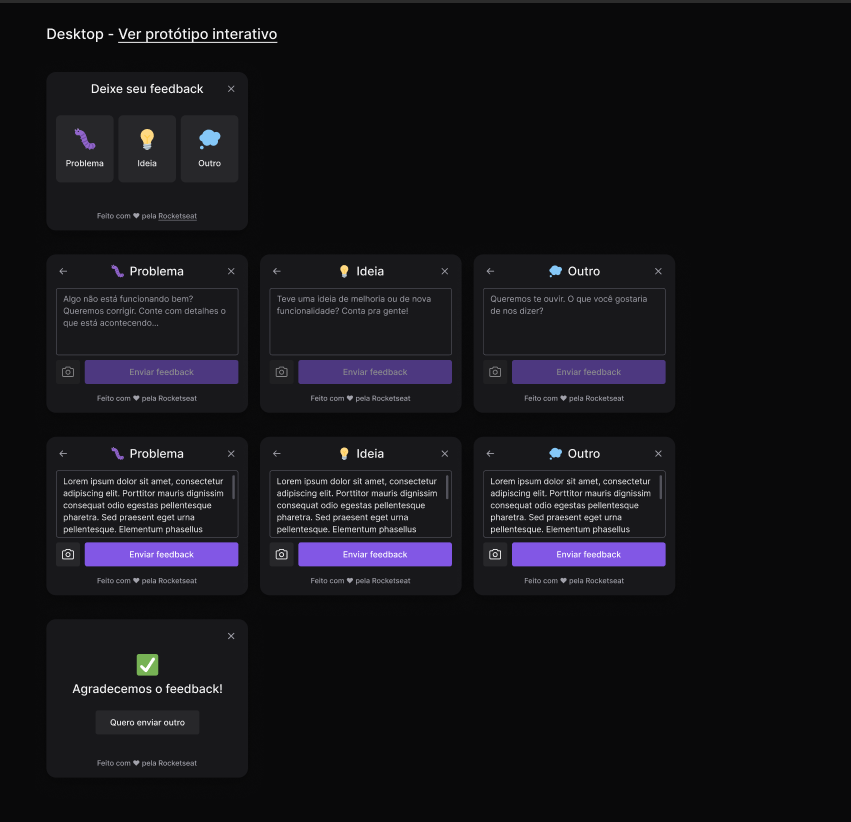 Desktop - Ver protótipo interativo
Deixe seu feedback
Problema
Ideia
Outro
Feito com ♥ pela Rocketseat
Problema
Algo não está funcionando bem?
Queremos corrigir. Conte com detalhes o
que está acontecendo...
Enviar feedback
Feito com ♥ pela Rocketseat
Ideia
Teve uma ideia de melhoria ou de nova
funcionalidade? Conta pra gente!
Enviar feedback
Feito com ♥ pela Rocketseat
Outro
Queremos te ouvir. O que você gostaria
de nos dizer?
Enviar feedback
Feito com ♥ pela Rocketseat
Problema
Lorem ipsum dolor sit amet, consectetur
adipiscing elit. Porttitor mauris dignissim
consequat odio egestas pellentesque
pharetra. Sed praesent eget urna
pellentesque. Elementum phasellus
Enviar feedback
Feito com ♥ pela Rocketseat
Ideia
Lorem ipsum dolor sit amet, consectetur
adipiscing elit. Porttitor mauris dignissim
consequat odio egestas pellentesque
pharetra. Sed praesent eget urna
pellentesque. Elementum phasellus
Enviar feedback
Feito com ♥ pela Rocketseat
Outro
Lorem ipsum dolor sit amet, consectetur
adipiscing elit. Porttitor mauris dignissim
consequat odio egestas pellentesque
pharetra. Sed praesent eget urna
pellentesque. Elementum phasellus
Enviar feedback
Feito com ♥ pela Rocketseat
Agradecemos o feedback!
Quero enviar outro
Feito com ♥ pela Rocketseat